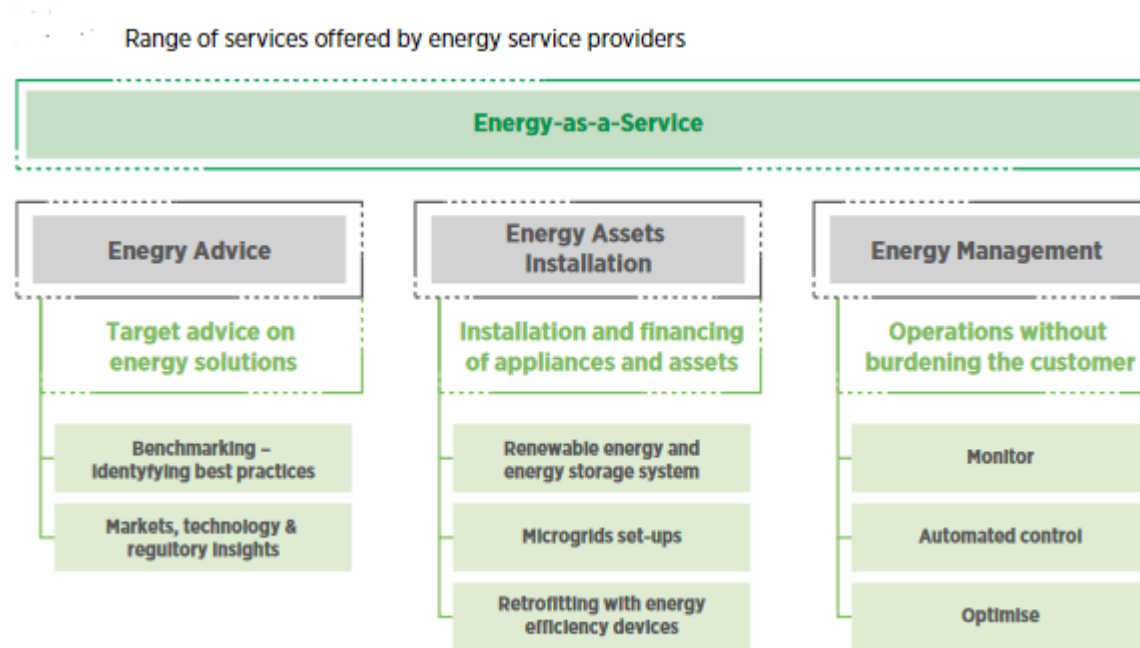 Range of services offered by energy service providers
Energy-as-a-Service
Enegry Advice
Target advice on
energy solutions
Benchmarking –
identyfying best practices
Markets, technology &
regulitory insights
Energy Assets
Installation
Installation and financing
of appliances and assets
Renewable energy and
energy storage system
Microgrids set-ups
Retrofitting with energy
efficiency devices
Energy Management
Operations without
burdening the customer
Monitor
Automated control
Optimise